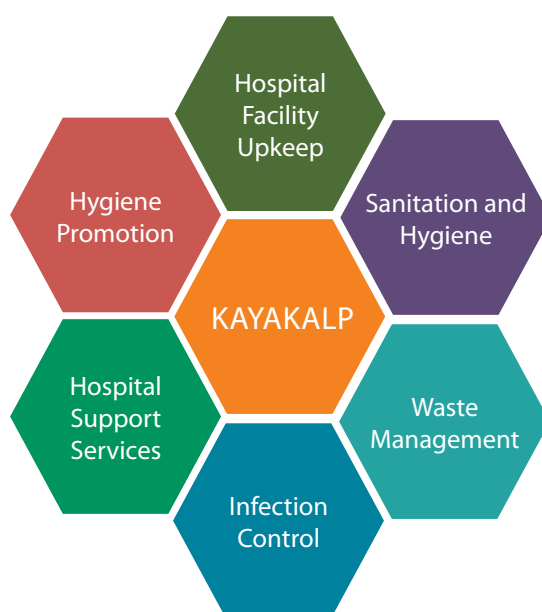 Hospital
Facility
Upkeep
Sanitation and
Hygiene
Hygiene
Promotion
KAYAKALP
Waste
Management
Hospital
Support
Services
Infection
Control